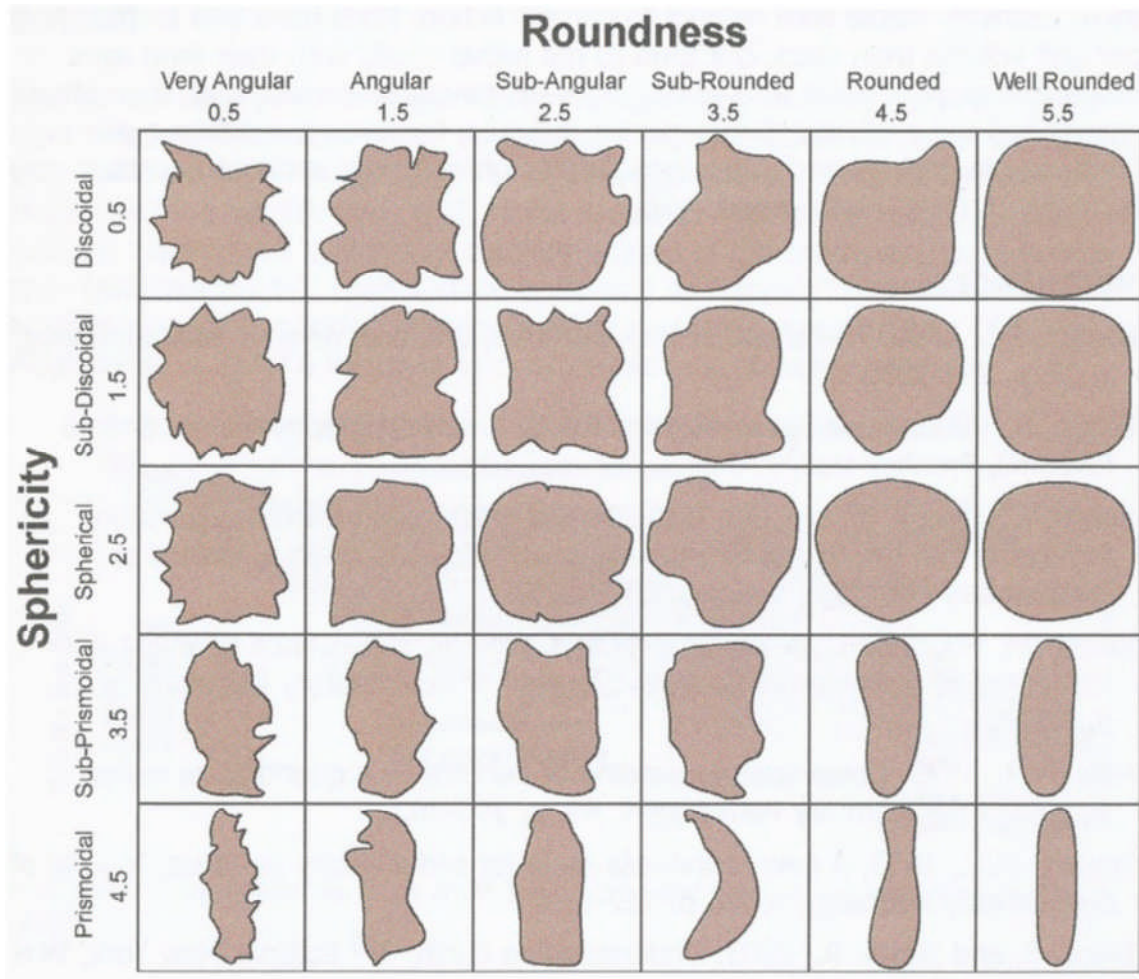 Roundness
Very Angular Angular Sub-Angular Sub-Rounded Rounded Well Rounded
0.5 1.5 2.5 3.5 4.5 5.5
Sphericity
Discoidal
0.5
Sub-Discoidal
1.5
Spherical
2.5
Sub-Prismoidal
3.5
Prismoidal
4.5